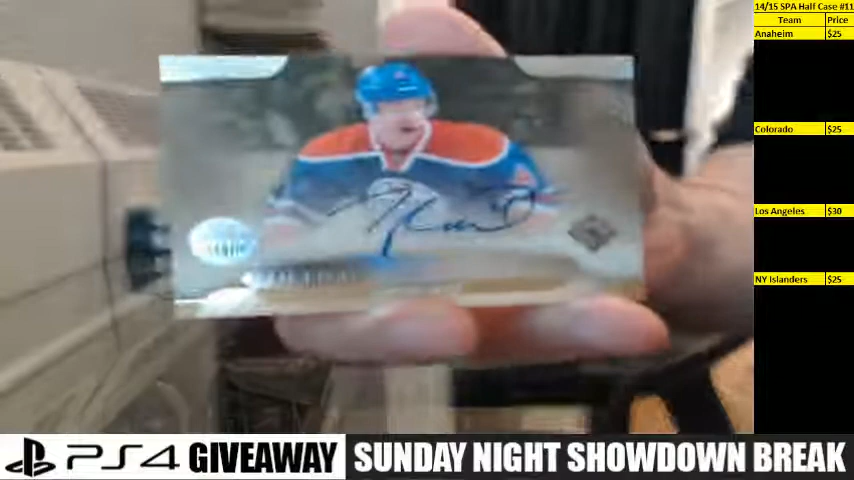 14/15 SPA Half Case #11
Team Price
Anaheim $25
Colorado $25
Los Angeles $30
NY Islanders $25
PS4 GIVEAWAY SUNDAY NIGHT SHOWDOWN BREAK